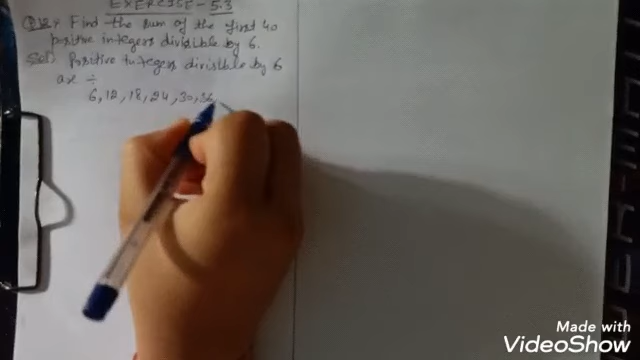 EXERCISE - 5.3
Q12. Find the sum of the first 40
positive integers divisible by 6.
Sol. Positive integers divisible by 6
are ÷
6, 12, 18, 24, 30, 36,
Made with
VideoShow